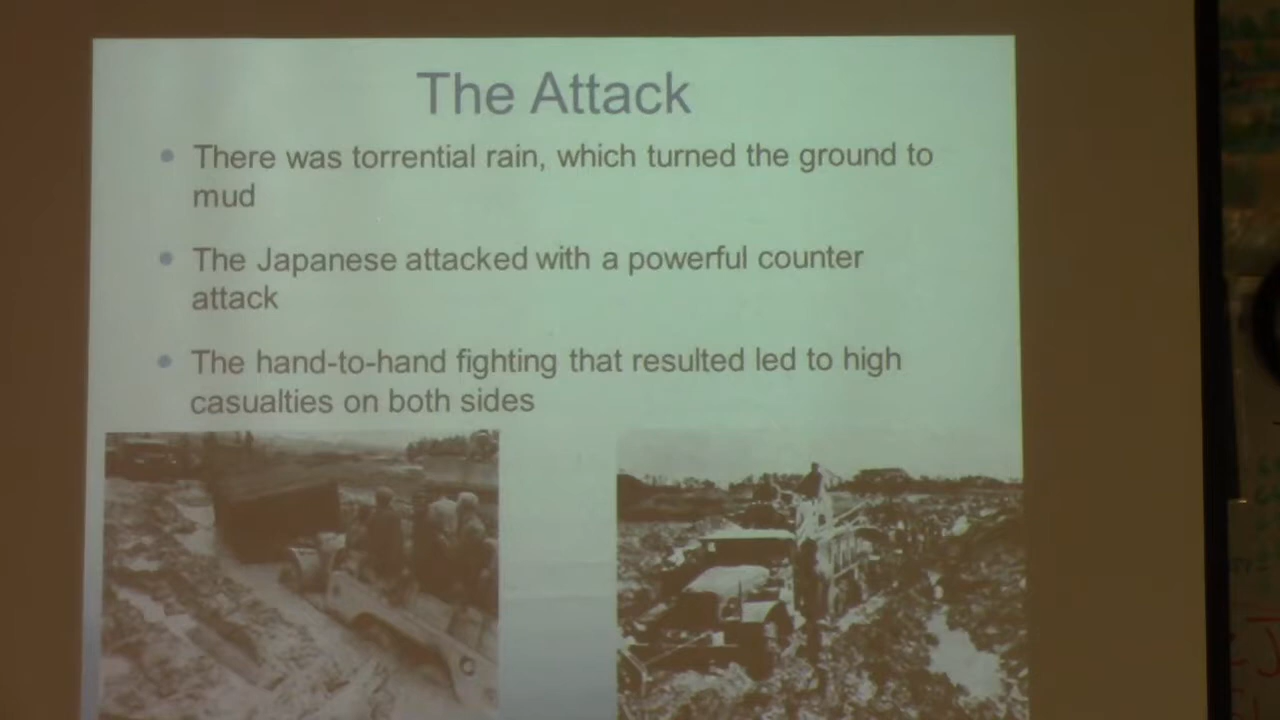 The Attack
There was torrential rain, which turned the ground to
mud
The Japanese attacked with a powerful counter
attack
The hand-to-hand fighting that resulted led to high
casualties on both sides